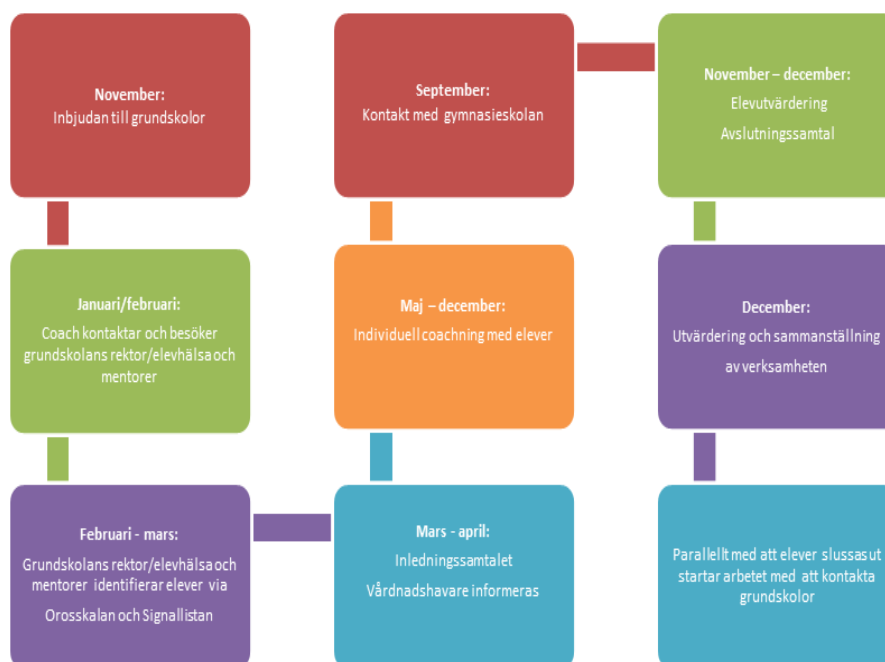 November:
Inbjudan till grundskolor
Januari/februari:
Coach kontaktar och besöker
grundskolans rektor/elevhälsa och
mentorer
Februari - mars:
Grundskolans rektor/elevhälsa och
mentorer identifierar elever via
Orosskalan och Signallistan
Mars - april:
Inledningssamtalet
Vårdnadshavare informeras
Maj – december:
Individuell coachning med elever
September:
Kontakt med gymnasieskolan
November – december:
Elevutvärdering
Avslutningssamtal
December:
Utvärdering och sammanställning
av verksamheten
Parallellt med att elever slussas ut
startar arbetet med att kontakta
grundskolor